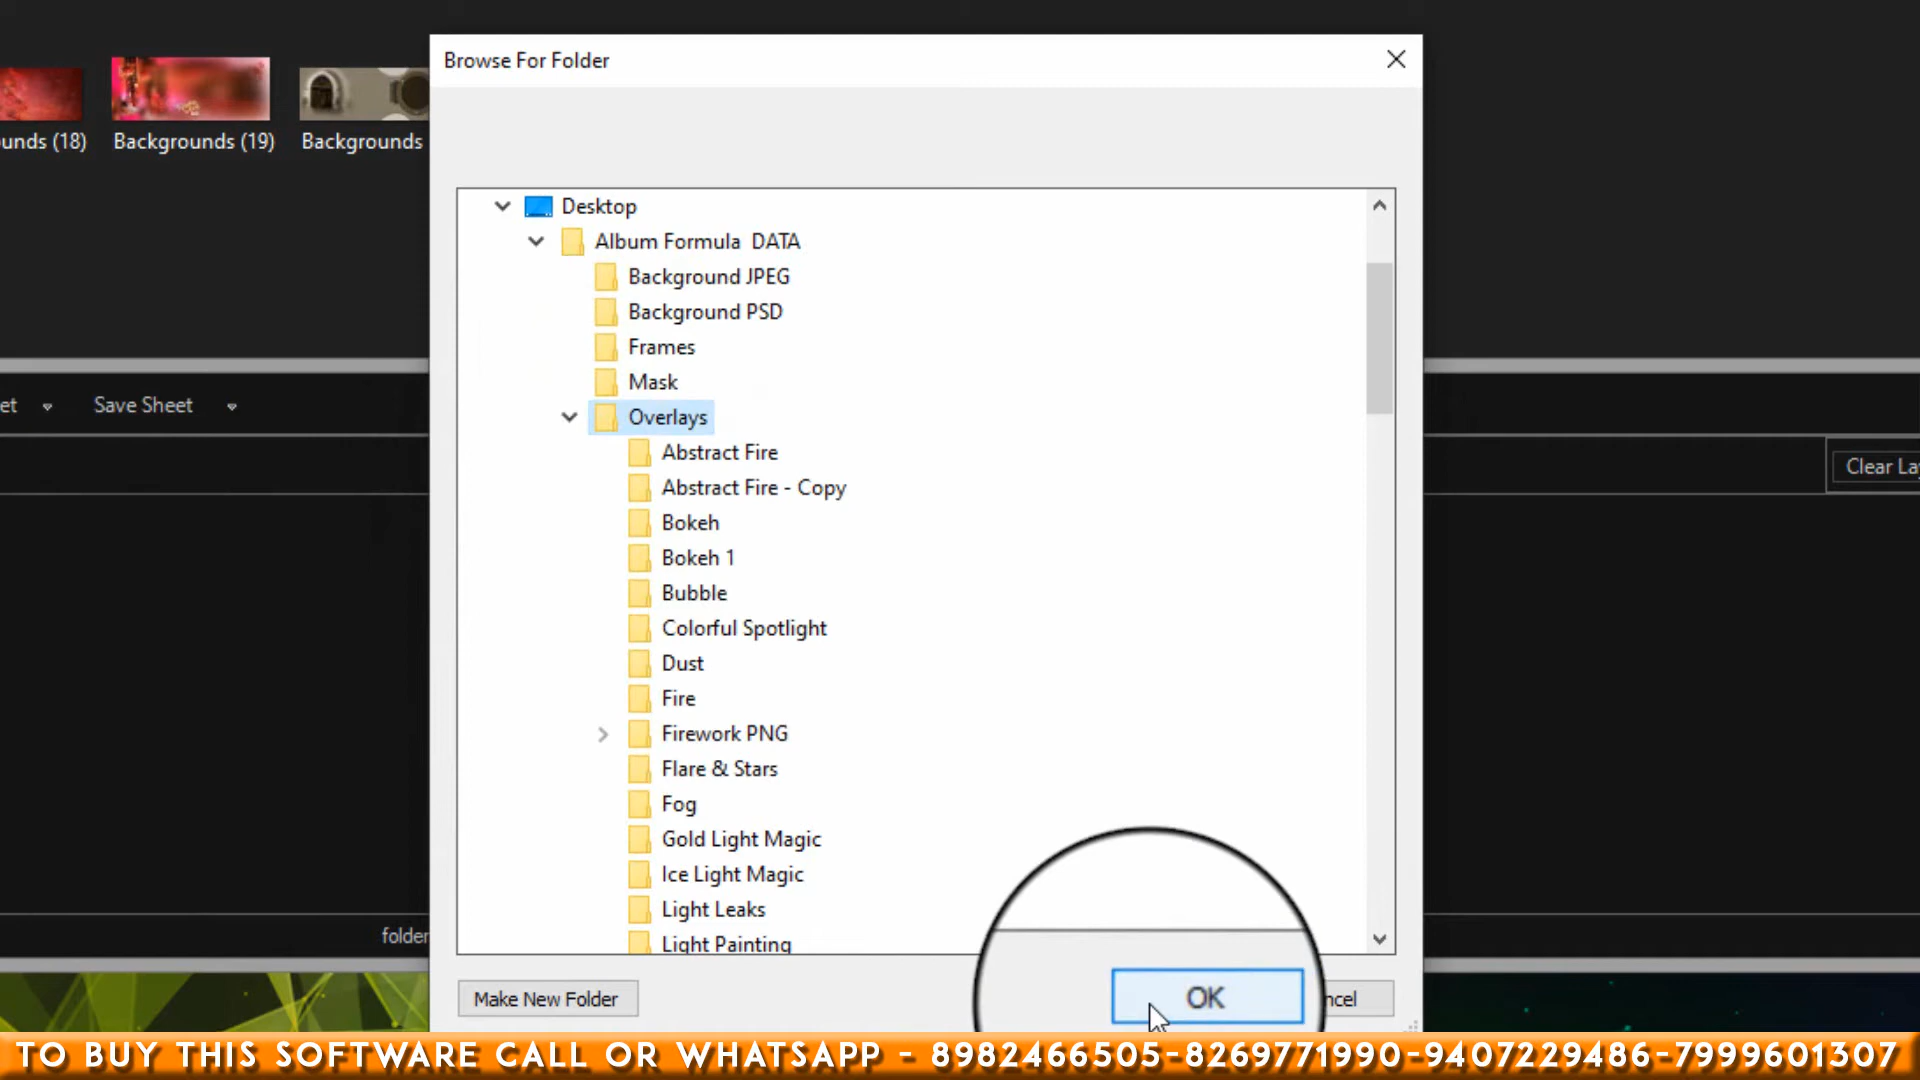 Browse For Folder
unds (18)
Backgrounds (19)
Backgrounds
Desktop
Album Formula  DATA
Background JPEG
Background PSD
Frames
Mask
et
Save Sheet
Overlays
Abstract Fire
Clear La
Abstract Fire - Copy
Bokeh
Bokeh 1
Bubble
Colorful Spotlight
Dust
Fire
Firework PNG
Flare & Stars
Fog
Gold Light Magic
Ice Light Magic
Light Leaks
folder
Light Painting
Make New Folder
OK
ncel
TO BUY THIS SOFTWARE CALL OR WHATSAPP - 8982466505-8269771990-9407229486-7999601307